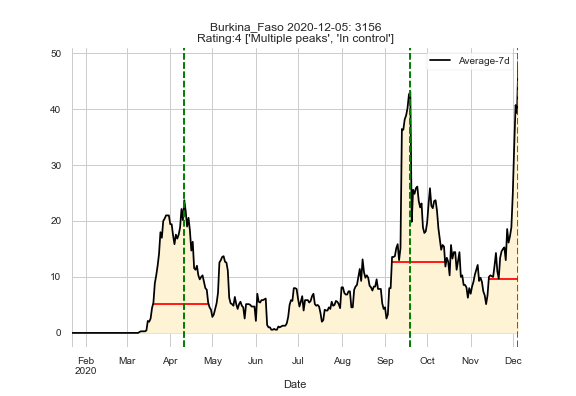 Burkina_Faso 2020-12-05: 3156
Rating:4 ['Multiple peaks', 'In control']
Average-7d
50
40
30
20
10
0
Feb Mar Apr May Jun Jul Aug Sep Oct Nov Dec
2020
Date